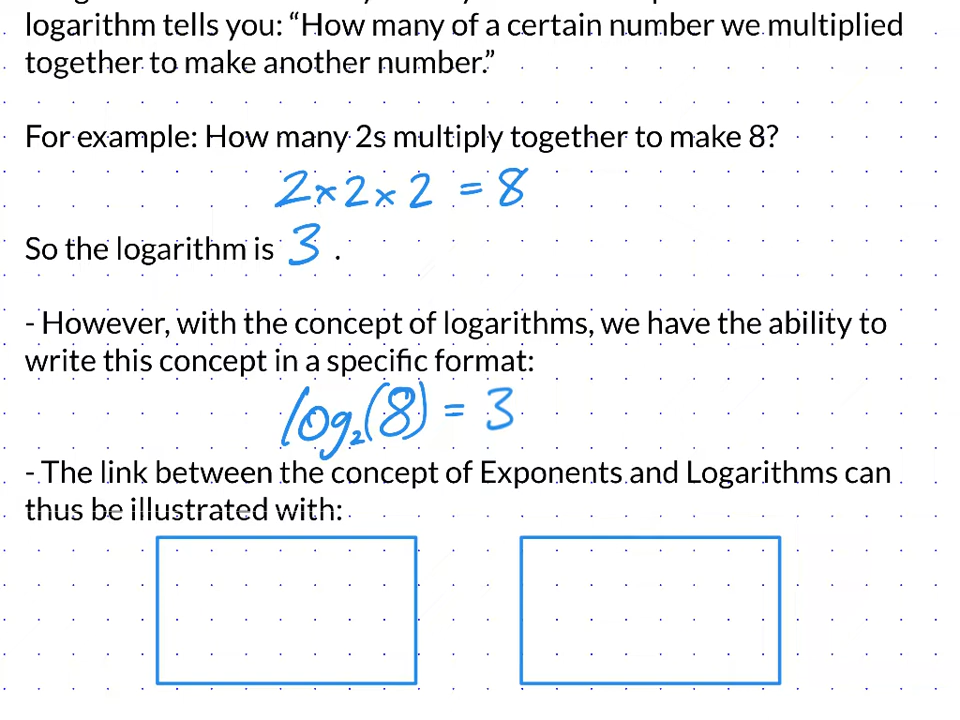 logarithm tells you: “How many of a certain number we multiplied
together to make another number.”
For example: How many 2s multiply together to make 8?
2 × 2 × 2 = 8
So the logarithm is 3 .
- However, with the concept of logarithms, we have the ability to
write this concept in a specific format:
log₂(8) = 3
- The link between the concept of Exponents and Logarithms can
thus be illustrated with: